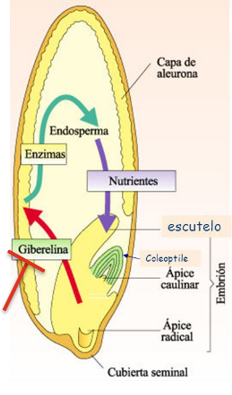 Capa de
aleurona
Endosperma
Enzimas
Nutrientes
escutelo
Giberelina
Coleoptile
Ápice
caulinar
Embrión
Ápice
radical
Cubierta seminal